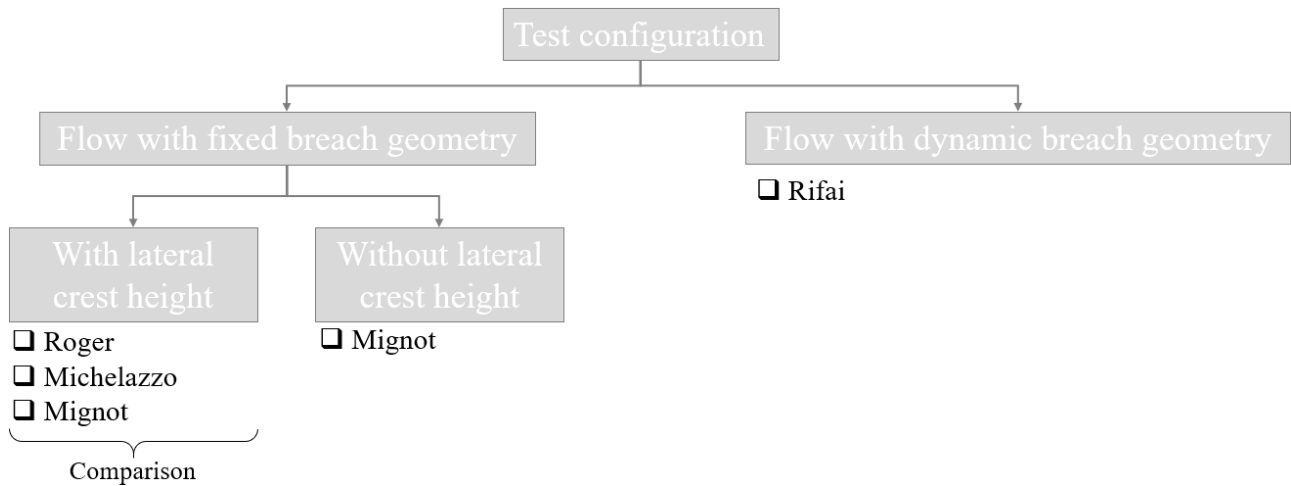 Test configuration
Flow with fixed breach geometry
Flow with dynamic breach geometry
❑ Rifai
With lateral
crest height
Without lateral
crest height
❑ Roger
❑ Michelazzo
❑ Mignot
❑ Mignot
Comparison